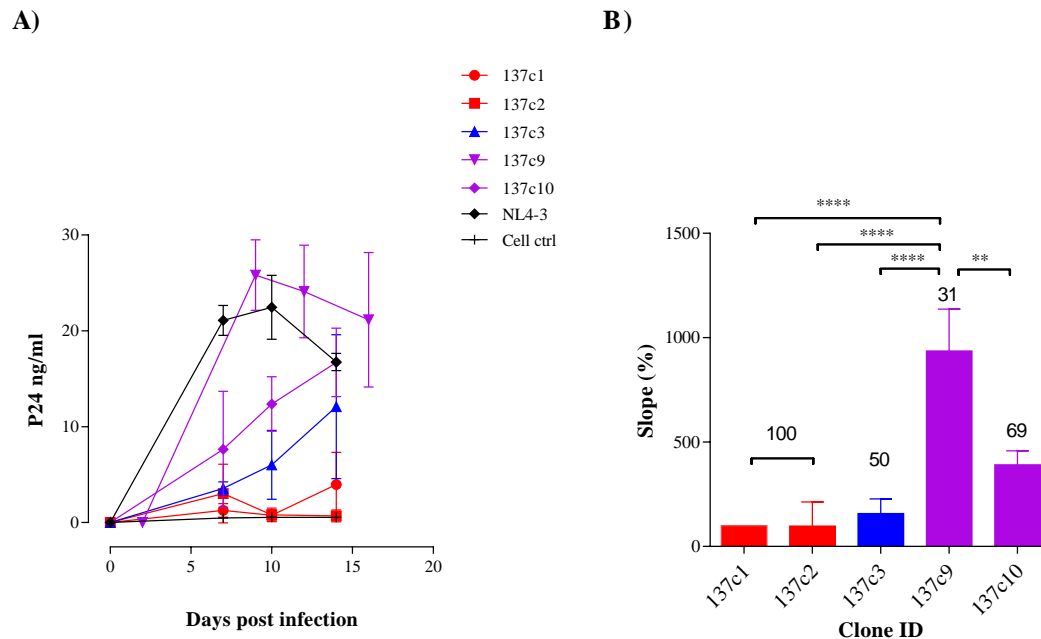 A)
B)
137c1
137c2
137c3
137c9
137c10
NL4-3
Cell ctrl
P24 ng/ml
30
20
10
0
0
5
10
15
20
Days post infection
****
****
****
**
Slope (%)
1500
1000
500
0
100
50
31
69
137c1
137c2
137c3
137c9
137c10
Clone ID